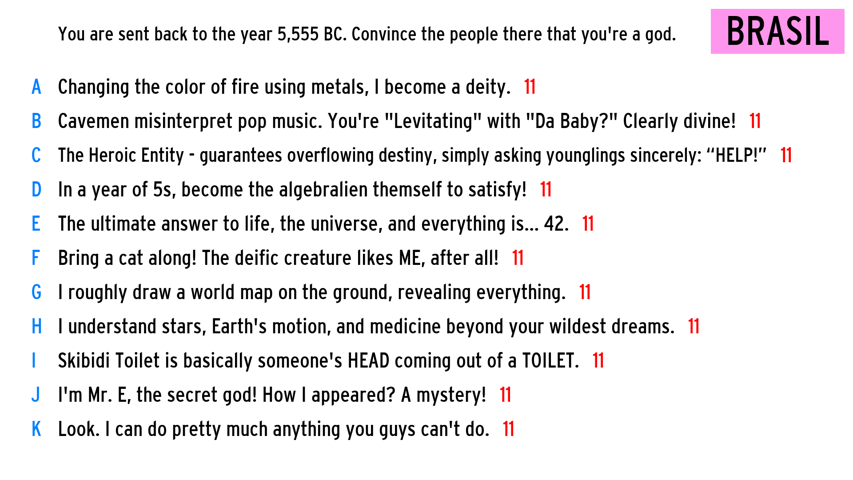 You are sent back to the year 5,555 BC. Convince the people there that you're a god.
BRASIL
A Changing the color of fire using metals, I become a deity. 11
B Cavemen misinterpret pop music. You're "Levitating" with "Da Baby?" Clearly divine! 11
C The Heroic Entity - guarantees overflowing destiny, simply asking younglings sincerely: “HELP!” 11
D In a year of 5s, become the algebralien themself to satisfy! 11
E The ultimate answer to life, the universe, and everything is... 42. 11
F Bring a cat along! The deific creature likes ME, after all! 11
G I roughly draw a world map on the ground, revealing everything. 11
H I understand stars, Earth's motion, and medicine beyond your wildest dreams. 11
I Skibidi Toilet is basically someone's HEAD coming out of a TOILET. 11
J I'm Mr. E, the secret god! How I appeared? A mystery! 11
K Look. I can do pretty much anything you guys can't do. 11